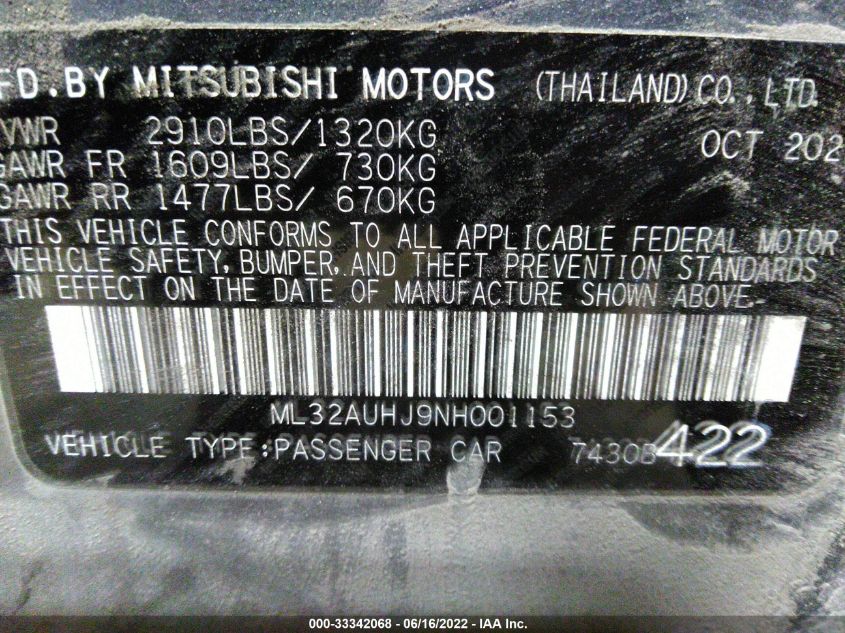 FD.BY MITSUBISHI MOTORS (THAILAND) CO., LTD.
VWR 2910LBS/1320KG OCT 202
GAWR FR 1609LBS/ 730KG
GAWR RR 1477LBS/ 670KG
THIS VEHICLE CONFORMS TO ALL APPLICABLE FEDERAL MOTOR
VEHICLE SAFETY, BUMPER, AND THEFT PREVENTION STANDARDS
IN EFFECT ON THE DATE OF MANUFACTURE SHOWN ABOVE.
ML32AUHJ9NH001153
VEHICLE TYPE:PASSENGER CAR 7430B422
000-33342068 - 06/16/2022 - IAA Inc.